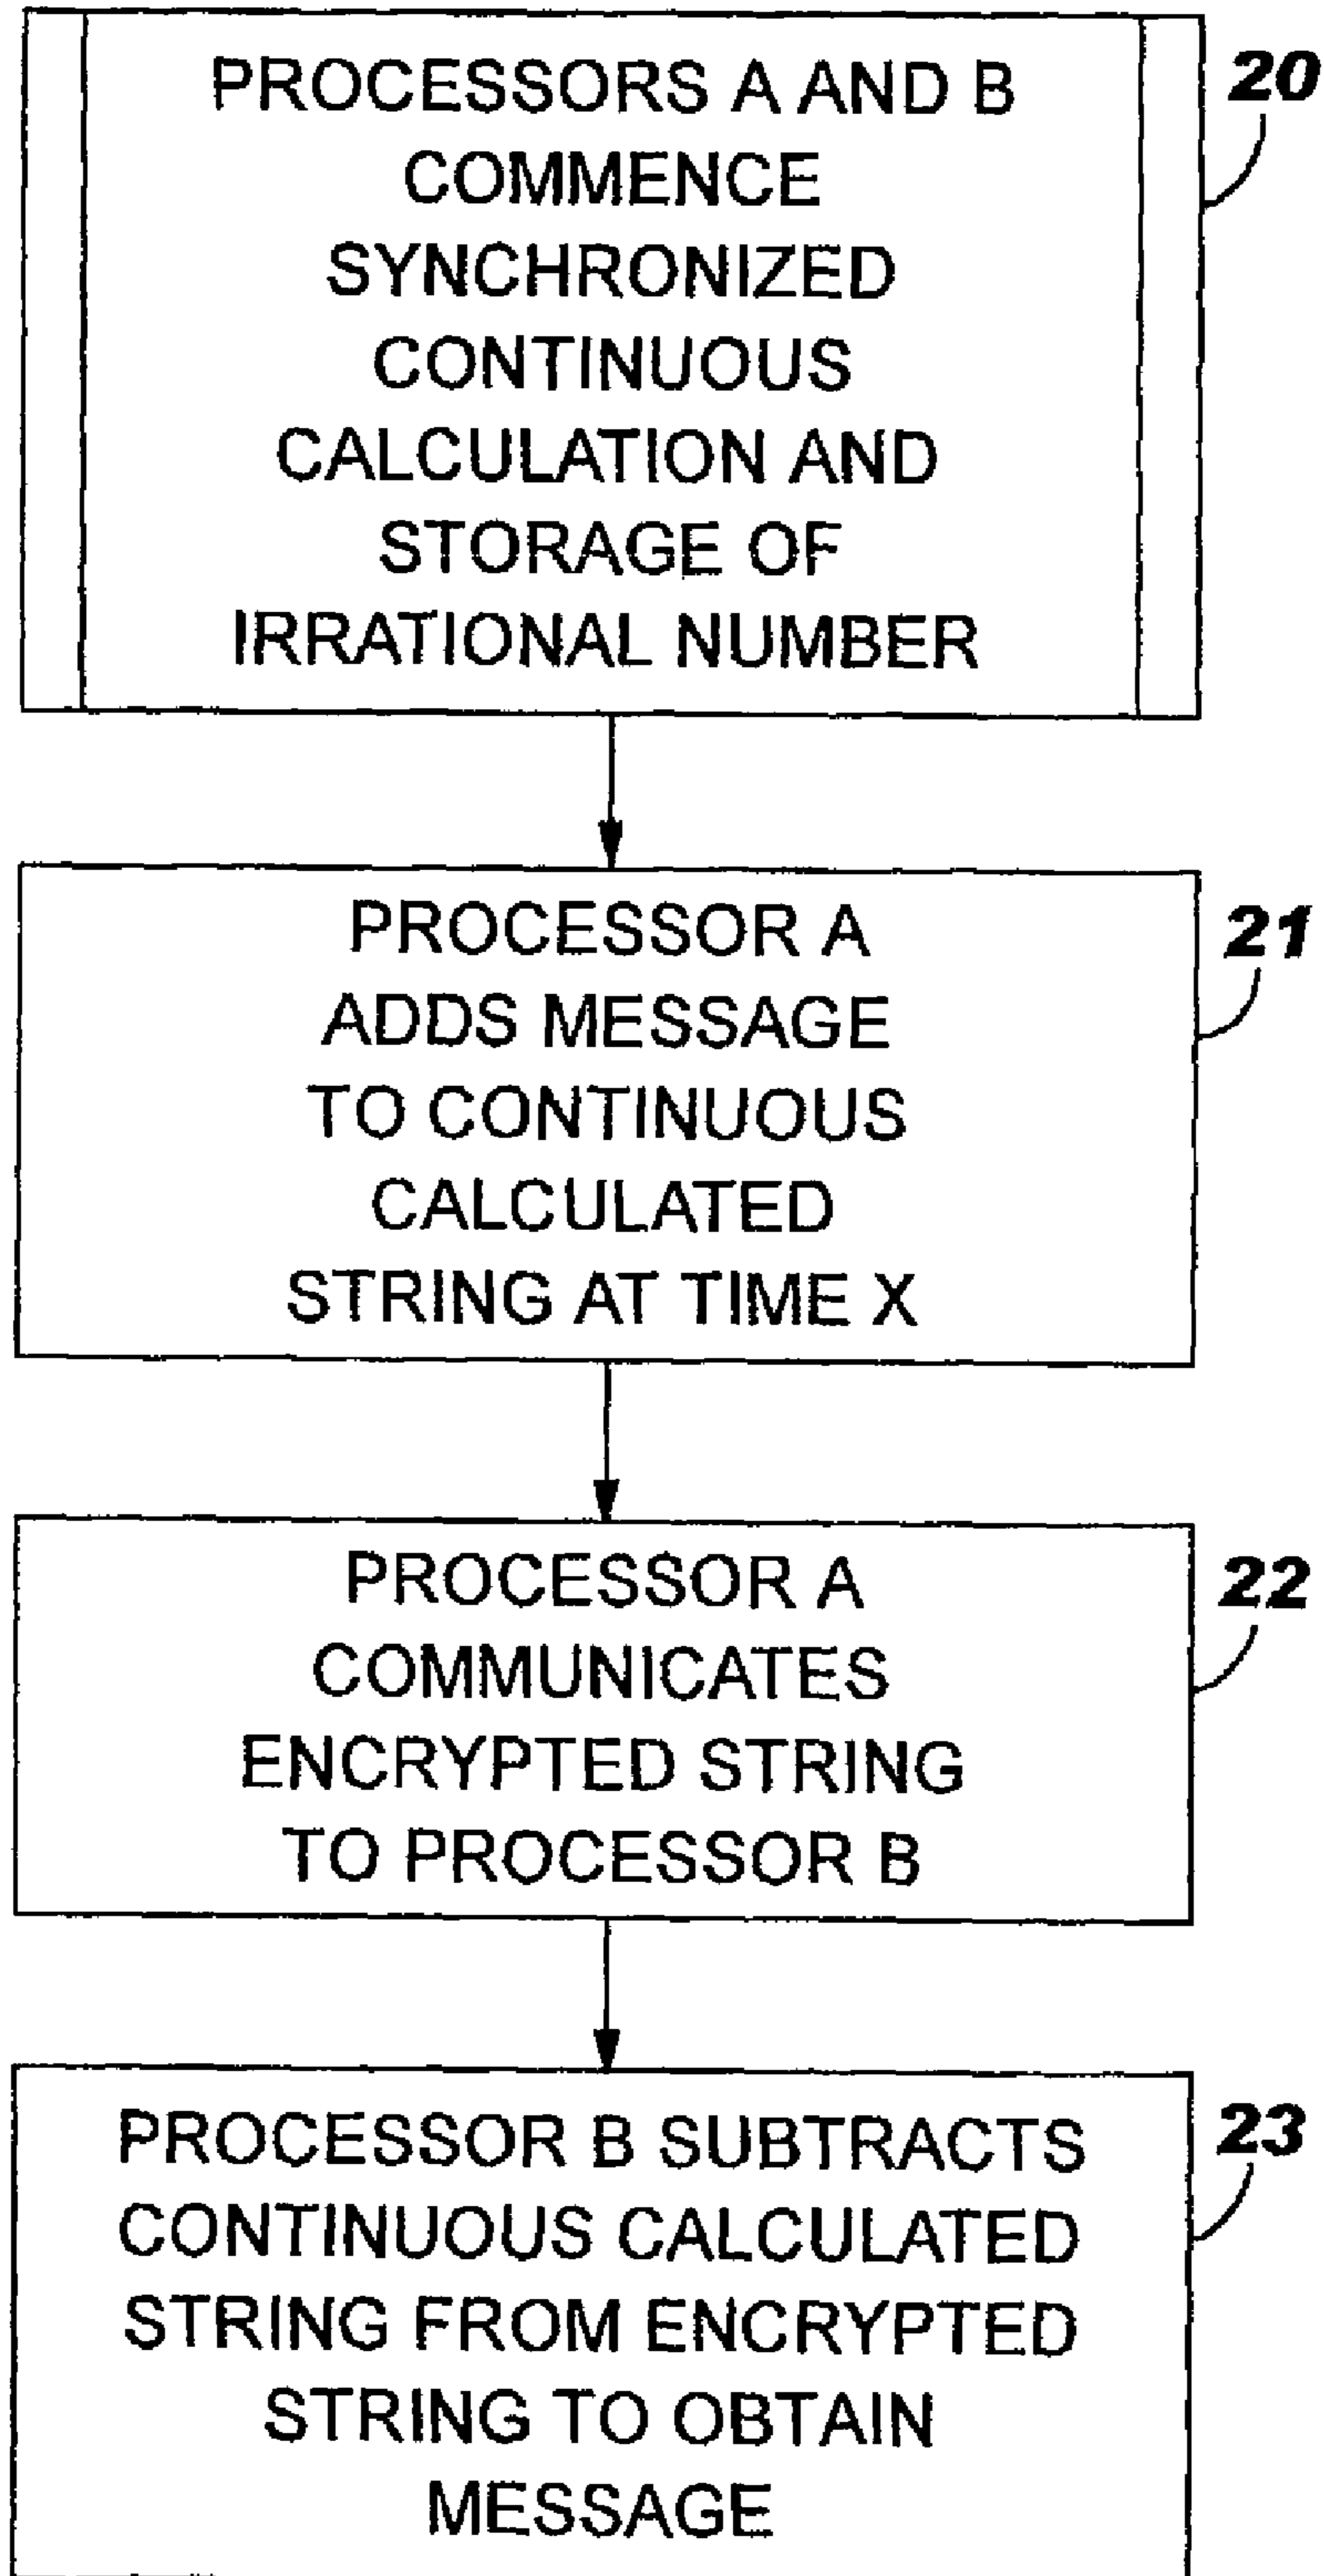 PROCESSORS A AND B
COMMENCE
SYNCHRONIZED
CONTINUOUS
CALCULATION AND
STORAGE OF
IRRATIONAL NUMBER
20
PROCESSOR A
ADDS MESSAGE
TO CONTINUOUS
CALCULATED
STRING AT TIME X
21
PROCESSOR A
COMMUNICATES
ENCRYPTED STRING
TO PROCESSOR B
22
PROCESSOR B SUBTRACTS
CONTINUOUS CALCULATED
STRING FROM ENCRYPTED
STRING TO OBTAIN
MESSAGE
23